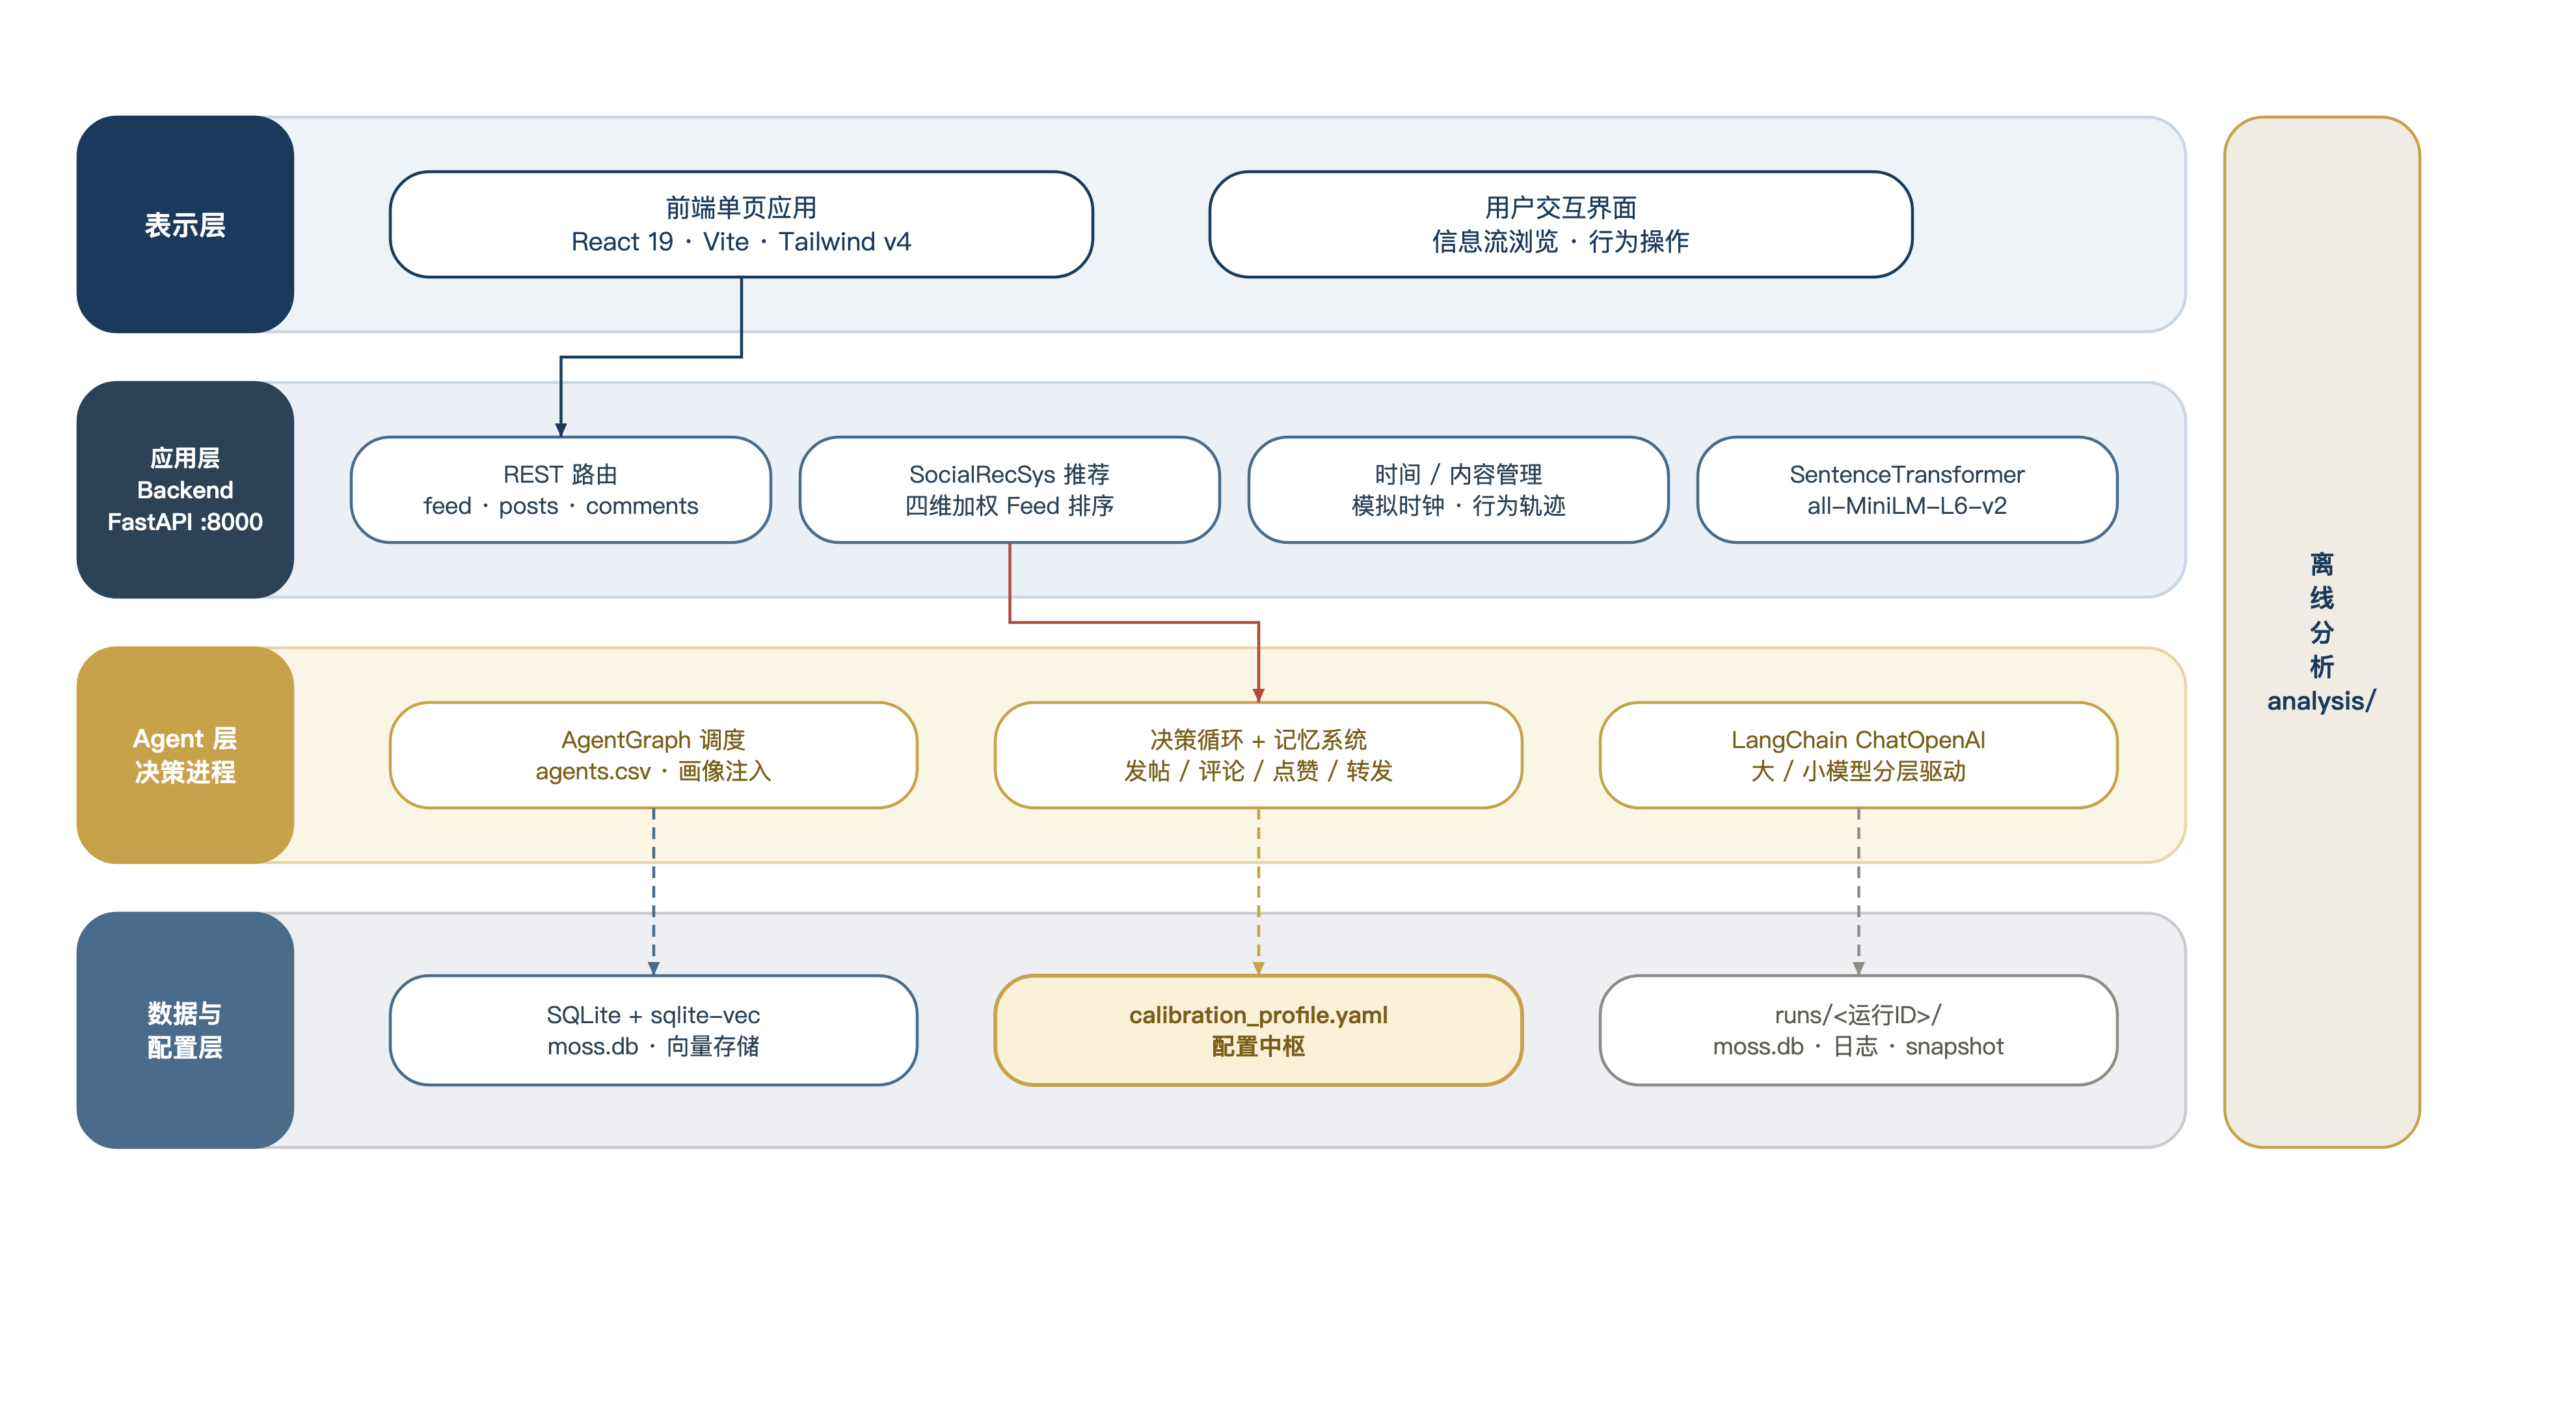 表示层
前端单页应用
React 19 · Vite · Tailwind v4
用户交互界面
信息流浏览 · 行为操作
应用层
Backend
FastAPI :8000
REST 路由
feed · posts · comments
SocialRecSys 推荐
四维加权 Feed 排序
时间 / 内容管理
模拟时钟 · 行为轨迹
SentenceTransformer
all-MiniLM-L6-v2
Agent 层
决策进程
AgentGraph 调度
agents.csv · 画像注入
决策循环 + 记忆系统
发帖 / 评论 / 点赞 / 转发
LangChain ChatOpenAI
大 / 小模型分层驱动
数据与
配置层
SQLite + sqlite-vec
moss.db · 向量存储
calibration_profile.yaml
配置中枢
runs/<运行ID>/
moss.db · 日志 · snapshot
离
线
分
析
analysis/